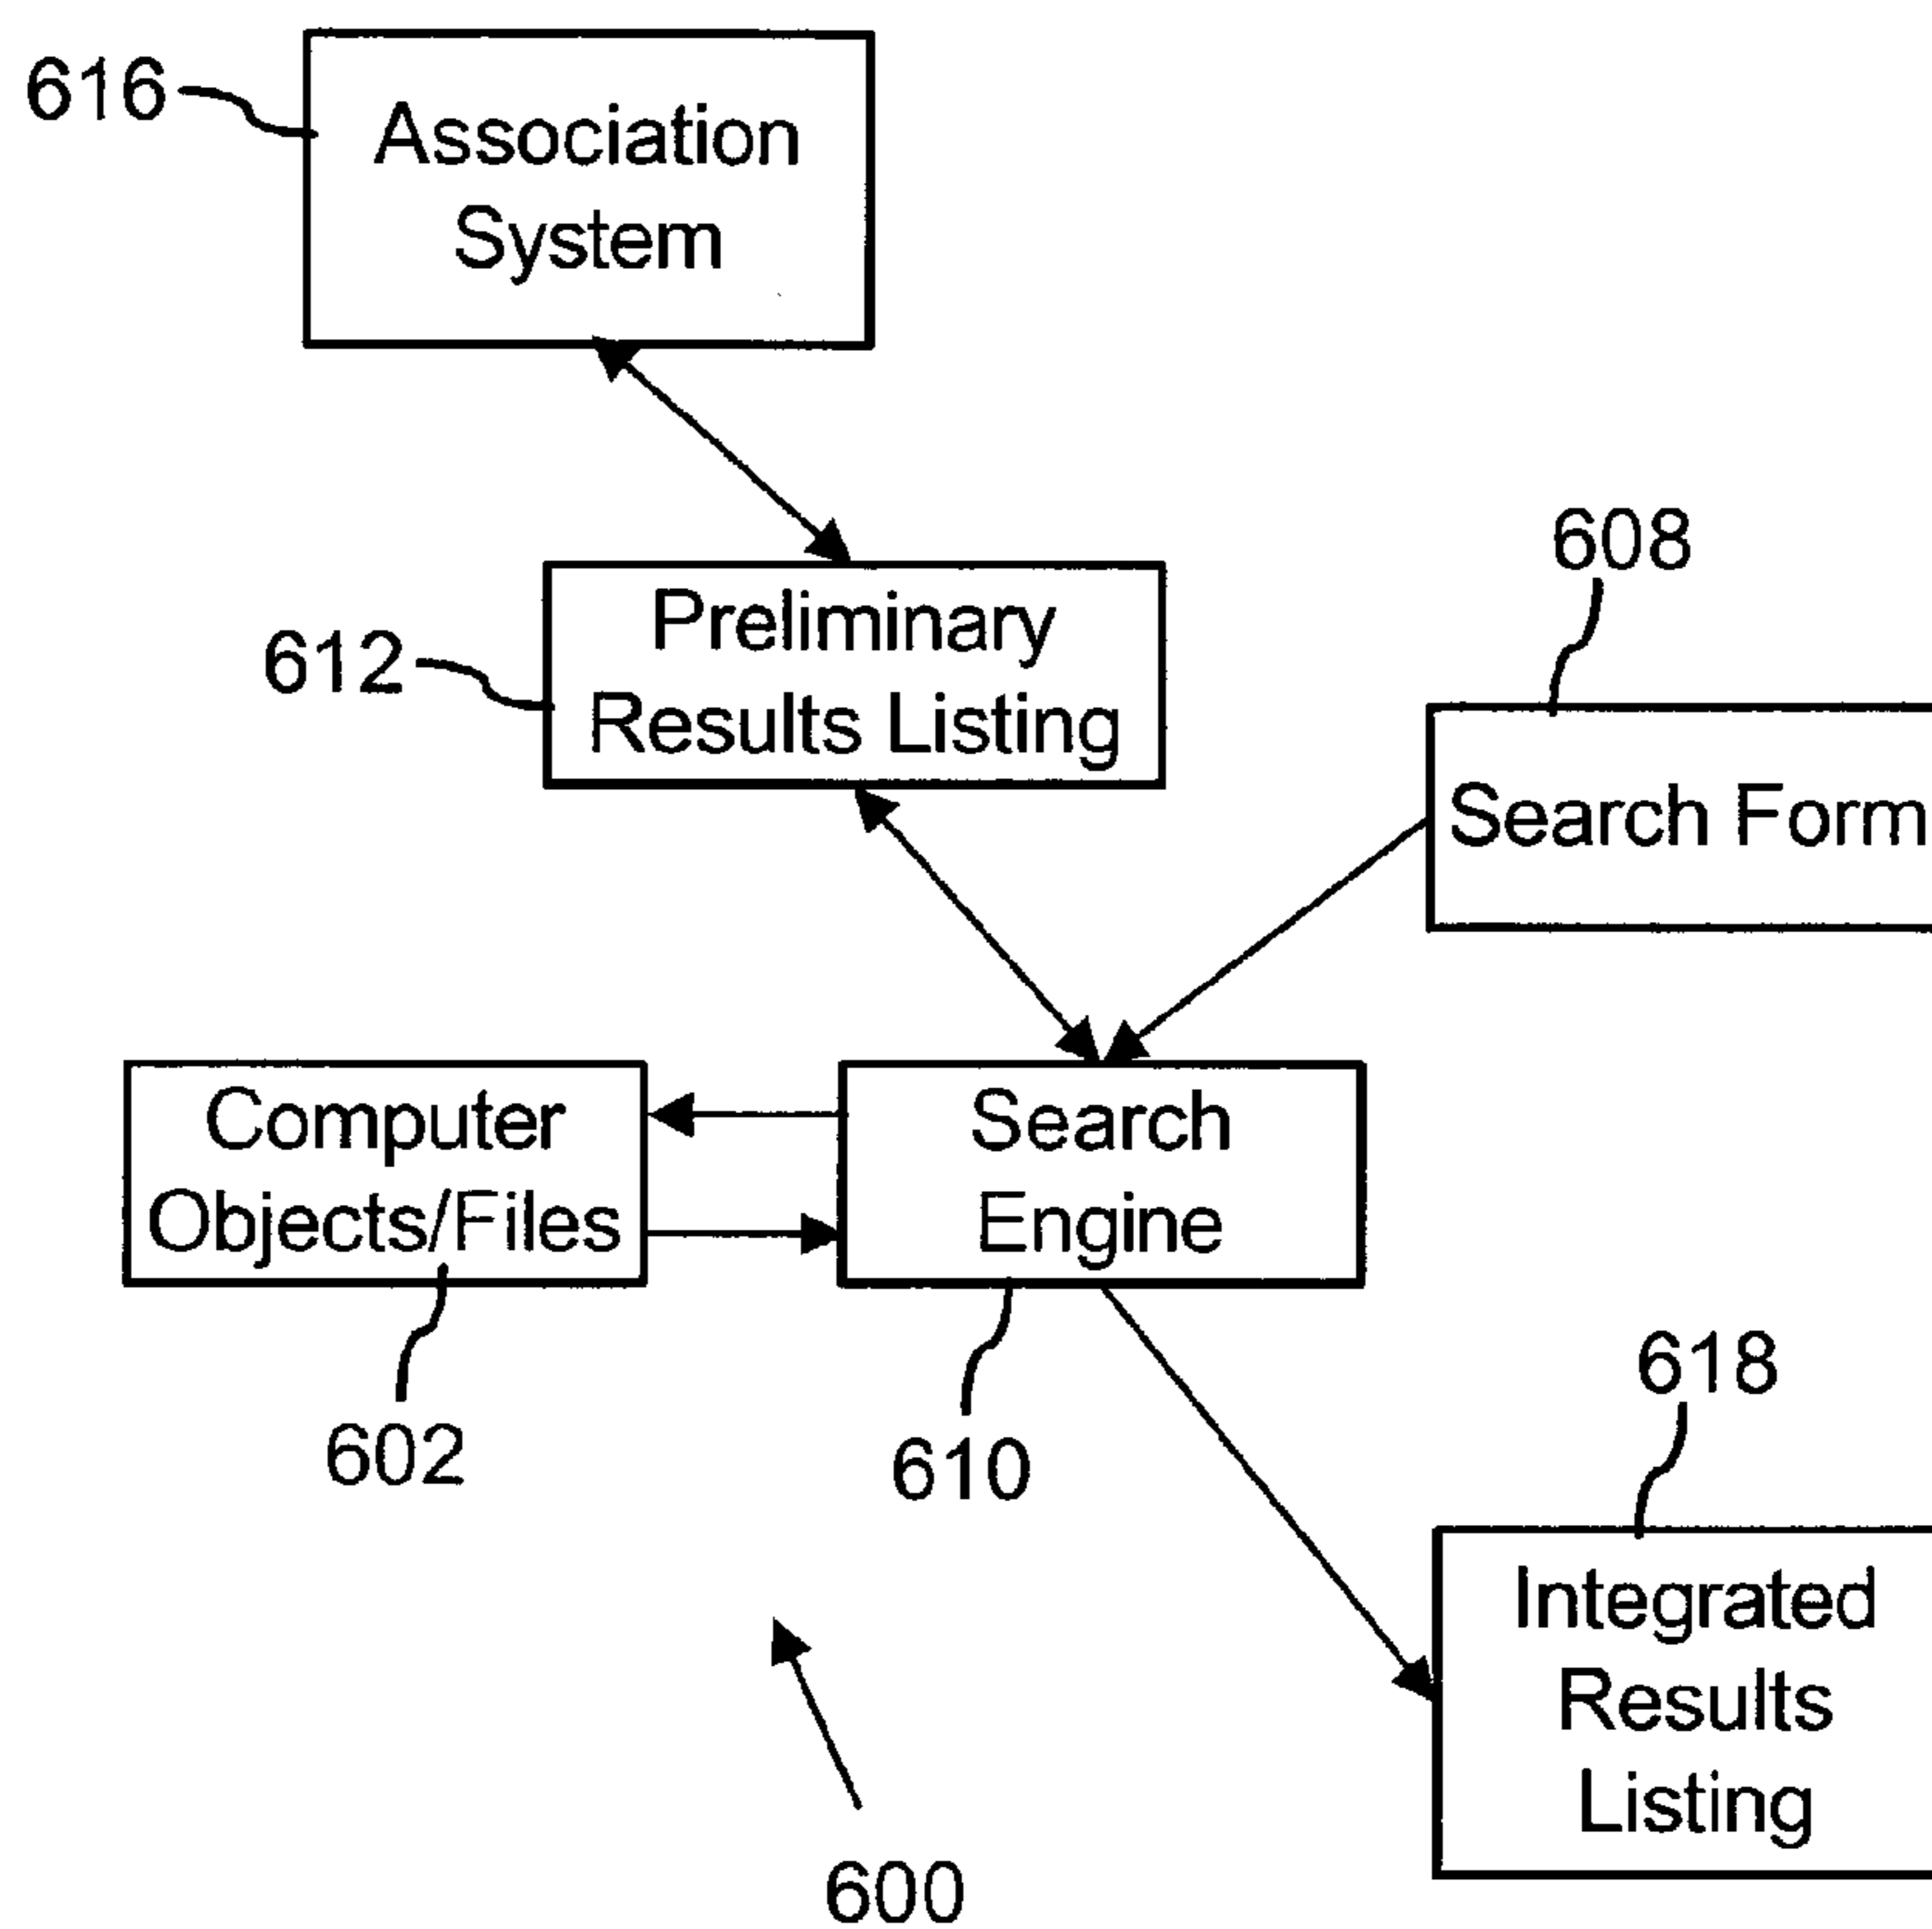 616
Association
System
608
Preliminary
Results Listing
612
Search Form
Computer
Objects/Files
Search
Engine
602
610
618
Integrated
Results
Listing
600